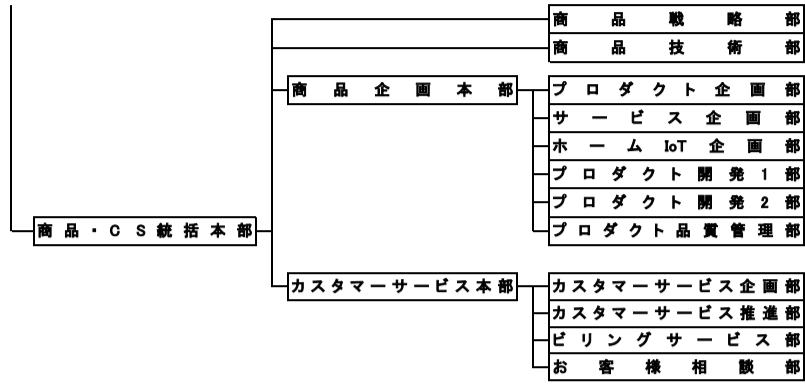 商品戦略部
商品技術部
商品企画本部
プロダクト企画部
サービス企画部
ホームIoT企画部
プロダクト開発1部
プロダクト開発2部
プロダクト品質管理部
商品・CS統括本部
カスタマーサービス本部
カスタマーサービス企画部
カスタマーサービス推進部
ビリングサービス部
お客様相談部